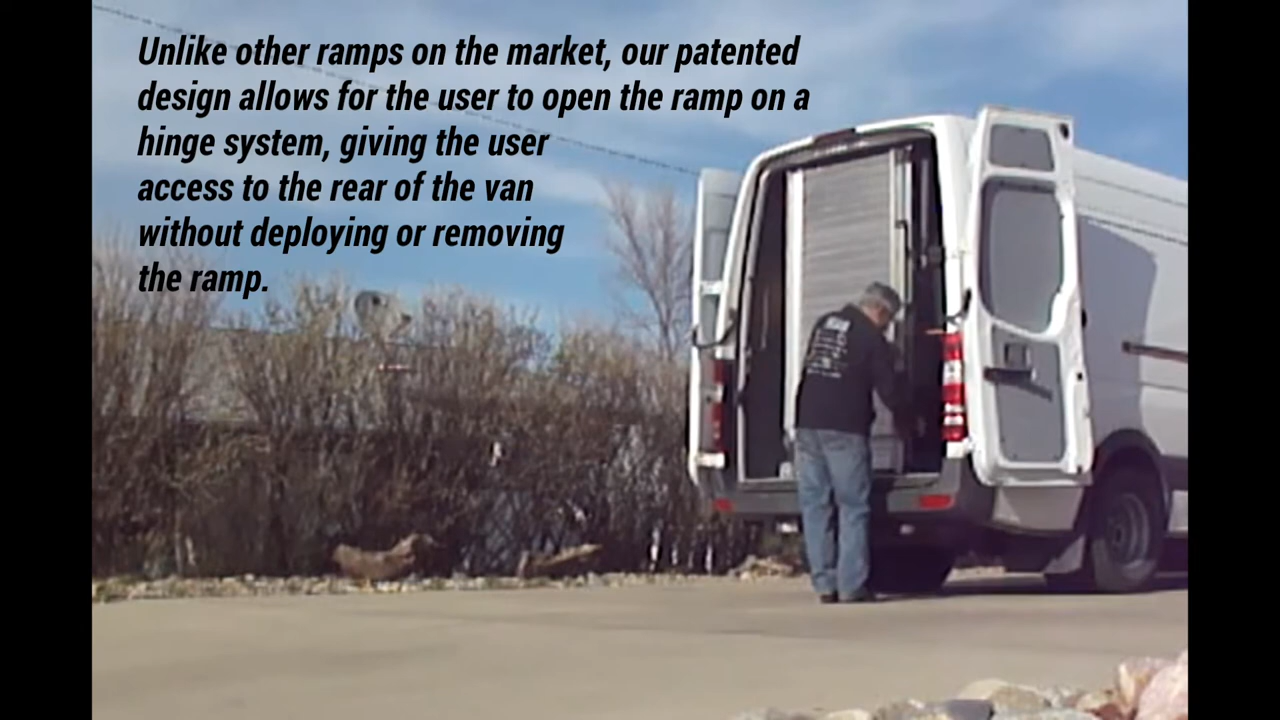 Unlike other ramps on the market, our patented
design allows for the user to open the ramp on a
hinge system, giving the user
access to the rear of the van
without deploying or removing
the ramp.